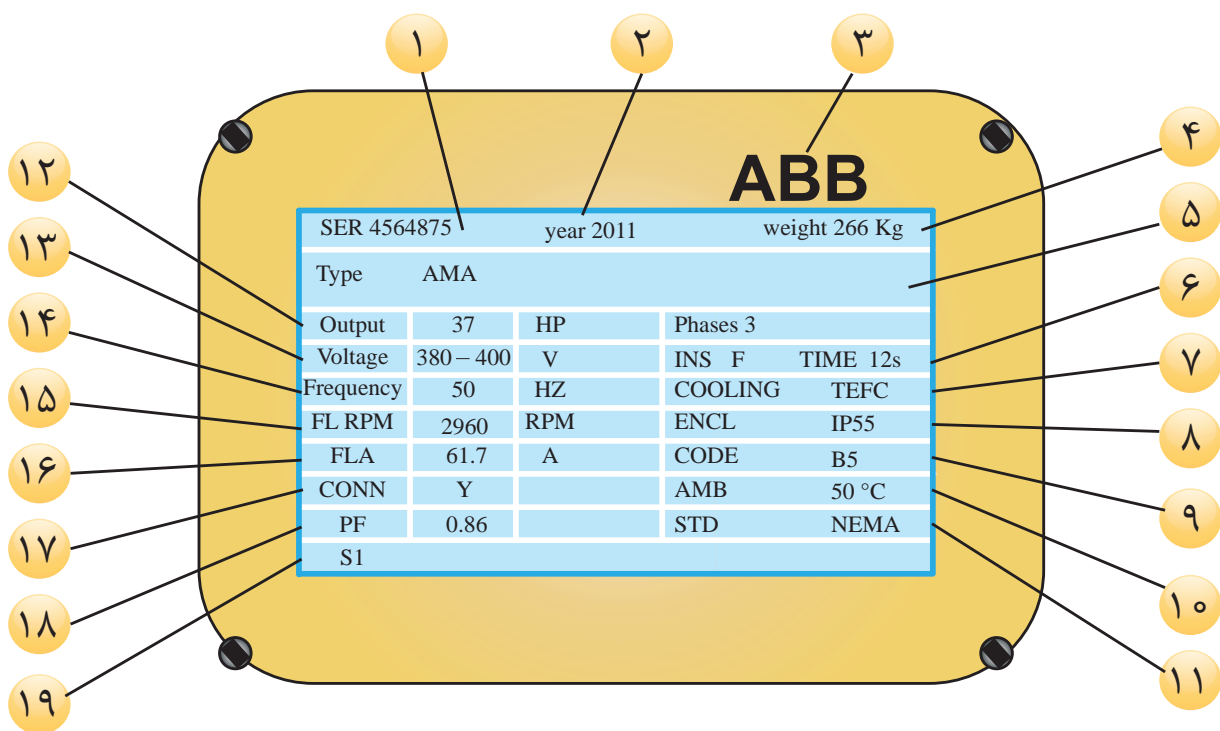 ۱ ۲ ۳
۴
ABB
۱۲
SER 4564875 year 2011 weight 266 Kg
۵
۱۳
Type AMA
۶
۱۴
Output 37 HP Phases 3
Voltage 380 – 400 V INS F TIME 12s
۷
Frequency 50 HZ COOLING TEFC
۱۵
FL RPM 2960 RPM ENCL IP55
۸
FLA 61.7 A CODE B5
۱۶
CONN Y AMB 50 °C
۹
PF 0.86 STD NEMA
۱۷
S1
۱۰
۱۸
۱۱
۱۹